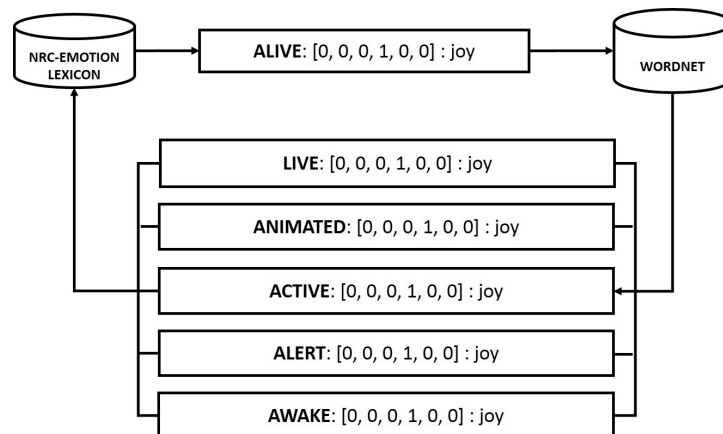 NRC-EMOTION
LEXICON
ALIVE: [0, 0, 0, 1, 0, 0] : joy
WORDNET
LIVE: [0, 0, 0, 1, 0, 0] : joy
ANIMATED: [0, 0, 0, 1, 0, 0] : joy
ACTIVE: [0, 0, 0, 1, 0, 0] : joy
ALERT: [0, 0, 0, 1, 0, 0] : joy
AWAKE: [0, 0, 0, 1, 0, 0] : joy